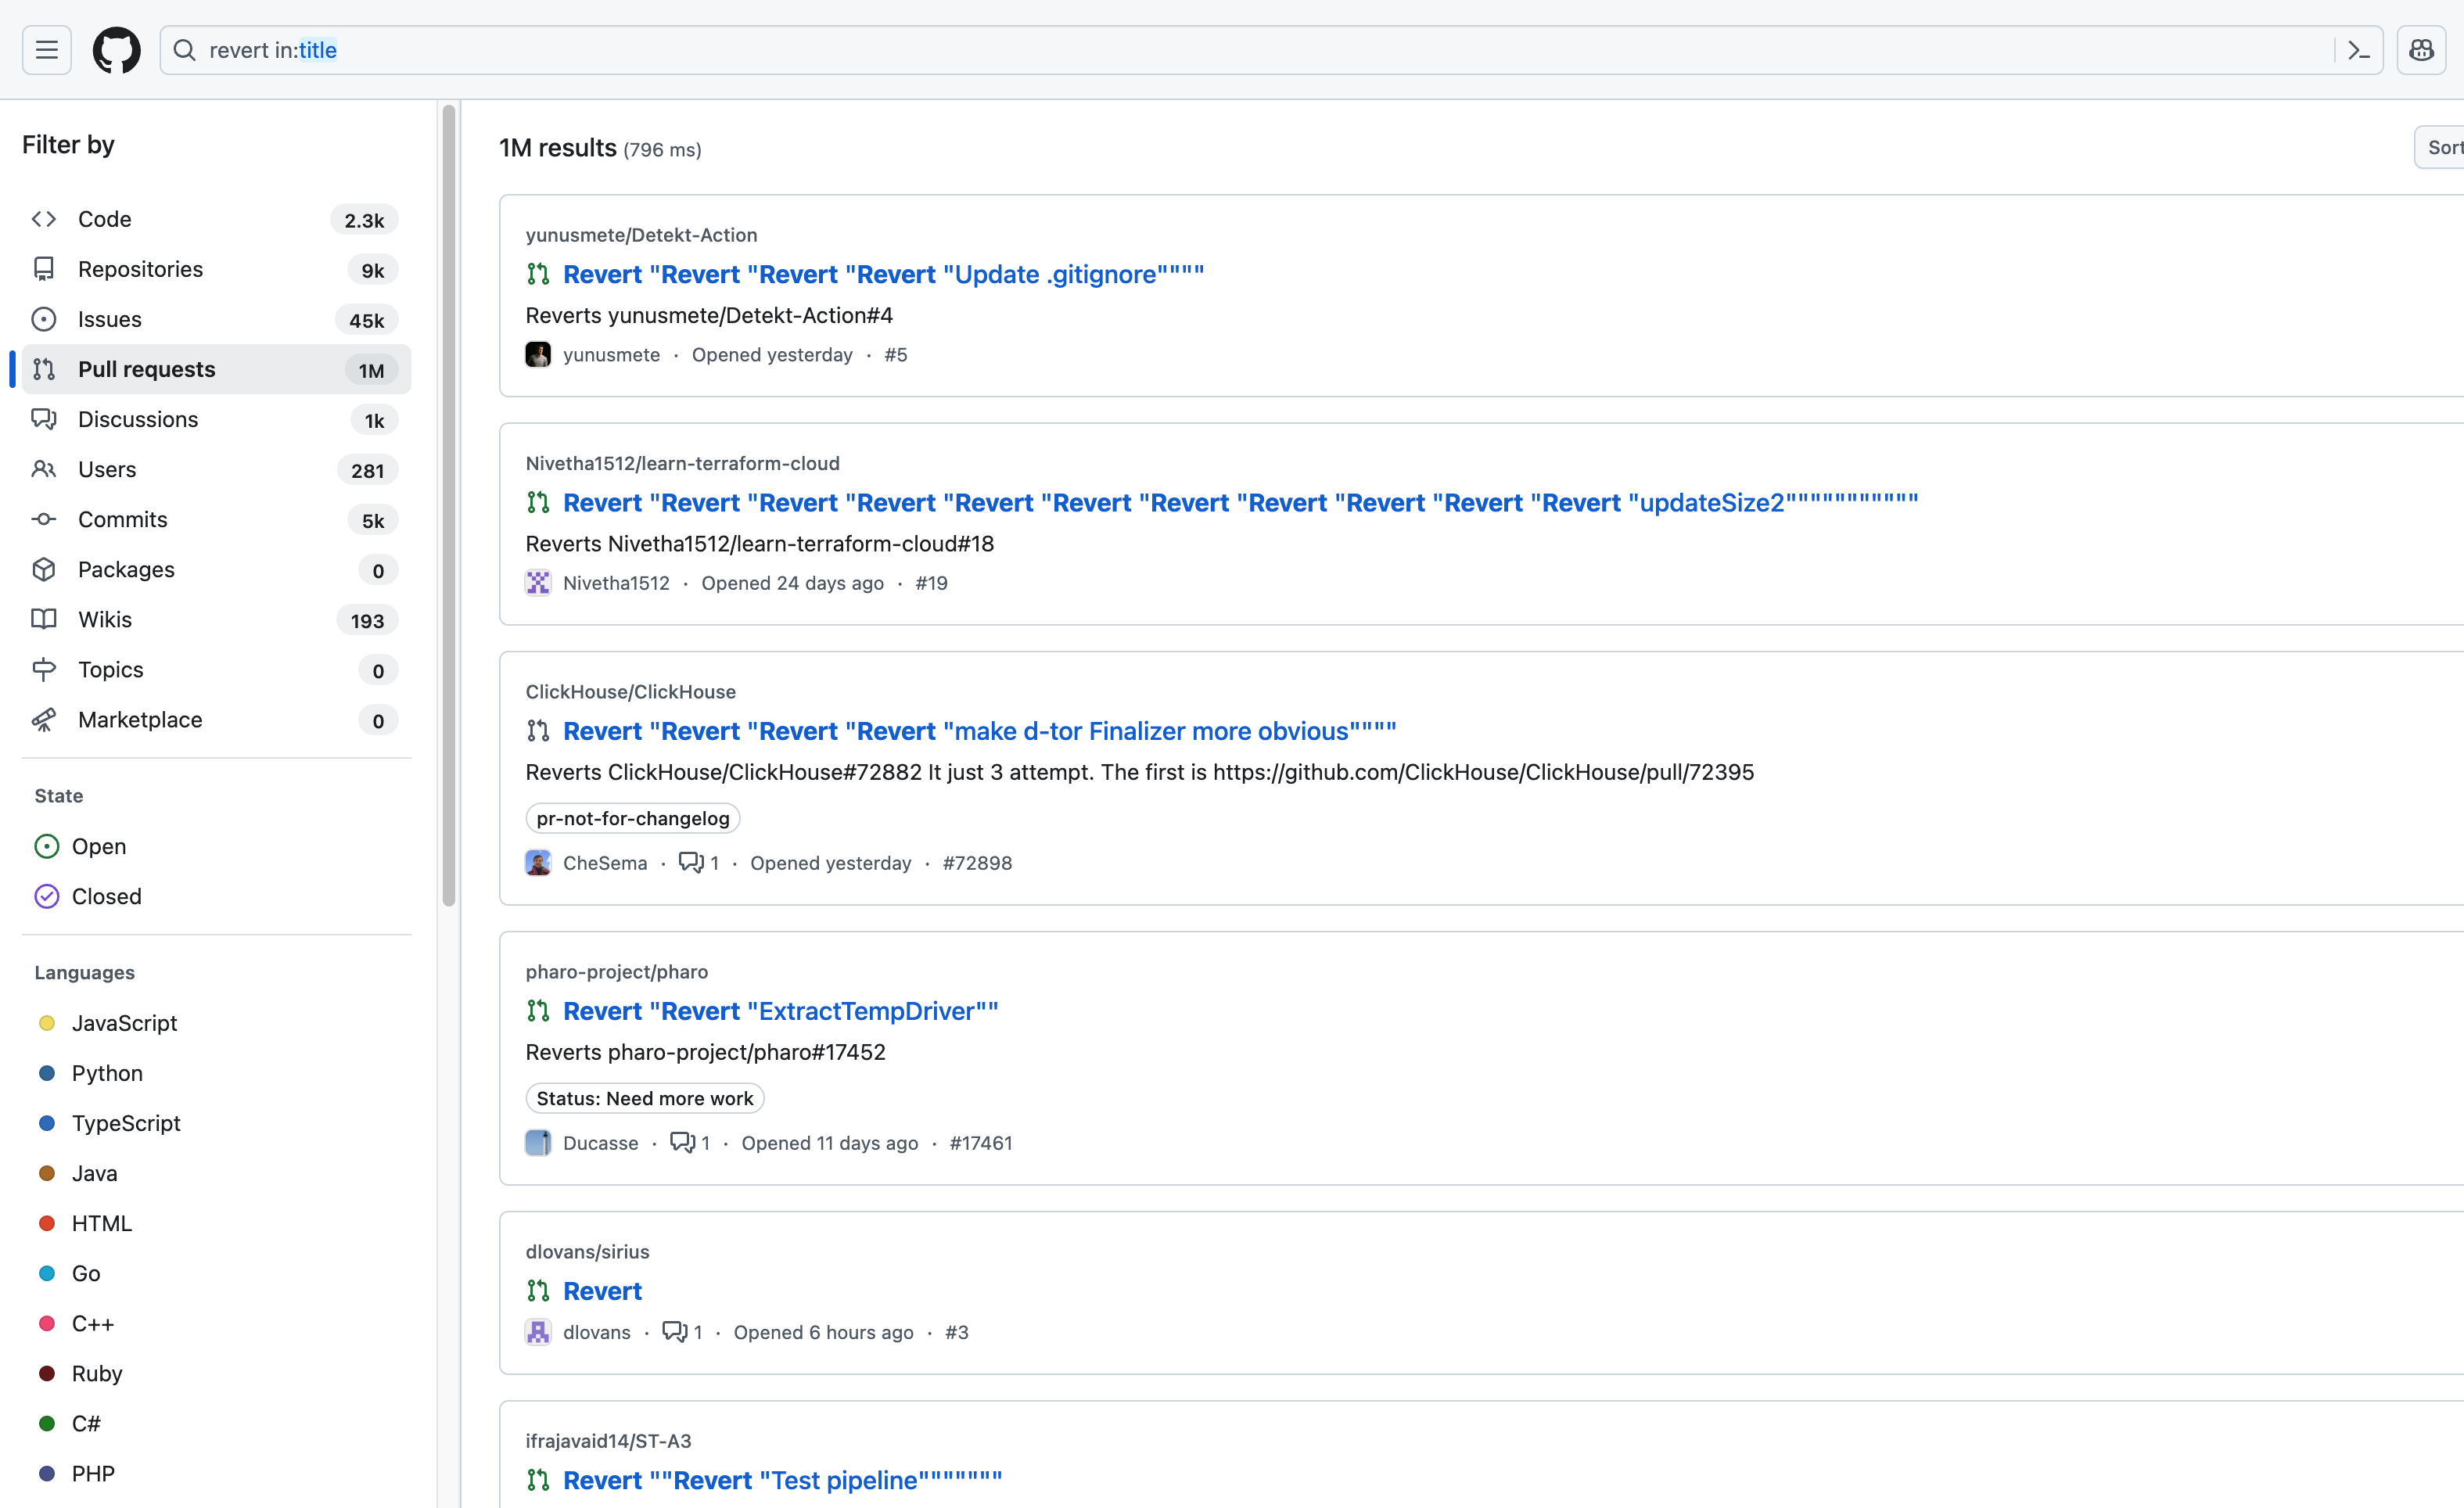 revert in:title
Filter by
Code 2.3k
Repositories 9k
Issues 45k
Pull requests 1M
Discussions 1k
Users 281
Commits 5k
Packages 0
Wikis 193
Topics 0
Marketplace 0
State
Open
Closed
Languages
JavaScript
Python
TypeScript
Java
HTML
Go
C++
Ruby
C#
PHP
1M results (796 ms)
Sort
yunusmete/Detekt-Action
Revert "Revert "Revert "Revert "Update .gitignore""""
Reverts yunusmete/Detekt-Action#4
yunusmete · Opened yesterday · #5
Nivetha1512/learn-terraform-cloud
Revert "Revert "Revert "Revert "Revert "Revert "Revert "Revert "Revert "Revert "Revert "updateSize2"""""""""""
Reverts Nivetha1512/learn-terraform-cloud#18
Nivetha1512 · Opened 24 days ago · #19
ClickHouse/ClickHouse
Revert "Revert "Revert "Revert "make d-tor Finalizer more obvious""""
Reverts ClickHouse/ClickHouse#72882 It just 3 attempt. The first is https://github.com/ClickHouse/ClickHouse/pull/72395
pr-not-for-changelog
CheSema · 1 · Opened yesterday · #72898
pharo-project/pharo
Revert "Revert "ExtractTempDriver""
Reverts pharo-project/pharo#17452
Status: Need more work
Ducasse · 1 · Opened 11 days ago · #17461
dlovans/sirius
Revert
dlovans · 1 · Opened 6 hours ago · #3
ifrajavaid14/ST-A3
Revert ""Revert "Test pipeline"""""""